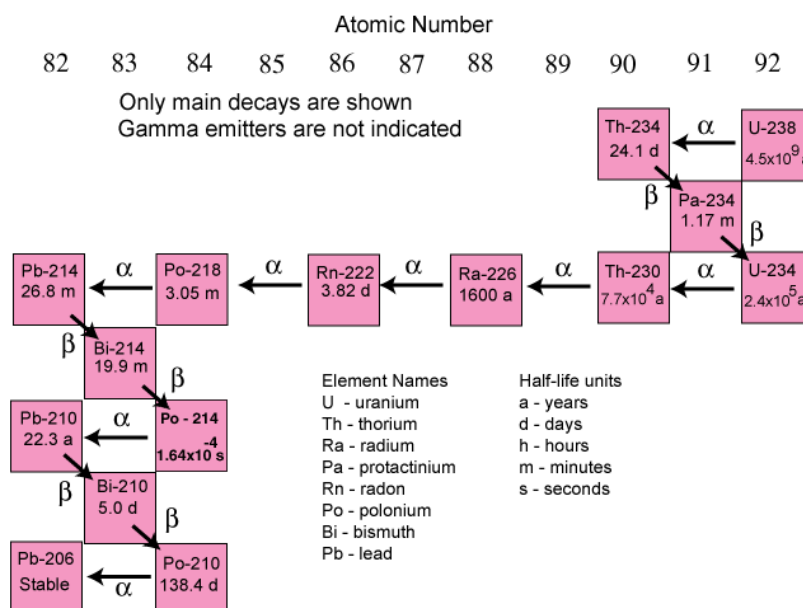 Atomic Number
82 83 84 85 86 87 88 89 90 91 92
Only main decays are shown
Gamma emitters are not indicated
Th-234
24.1 d
α
U-238
4.5x10⁹ a
β
Pa-234
1.17 m
β
Pb-214
26.8 m
α
Po-218
3.05 m
α
Rn-222
3.82 d
α
Ra-226
1600 a
α
Th-230
7.7x10⁴a
α
U-234
2.4x10⁵a
β
Bi-214
19.9 m
β
Pb-210
22.3 a
α
Po - 214
-4
1.64x10 s
β
Bi-210
5.0 d
β
Pb-206
Stable
α
Po-210
138.4 d
Element Names
U - uranium
Th - thorium
Ra - radium
Pa - protactinium
Rn - radon
Po - polonium
Bi - bismuth
Pb - lead
Half-life units
a - years
d - days
h - hours
m - minutes
s - seconds